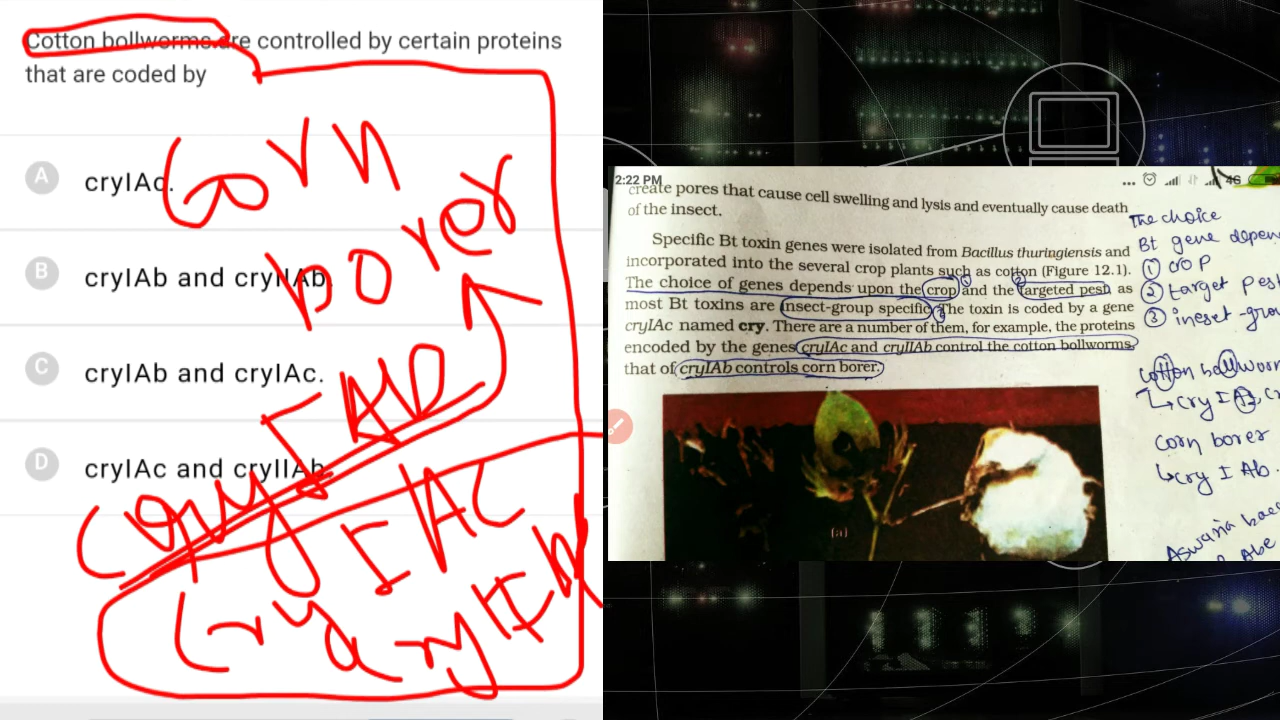 Cotton bollworms are controlled by certain proteins
that are coded by
A cryIAc.
B cryIAb and cryIIAb.
C cryIAb and cryIAc.
D cryIAc and cryIIAb
Corn
borer
IAb
cry IAC
cry
2:22 PM
4G
create pores that cause cell swelling and lysis and eventually cause death
of the insect.
Specific Bt toxin genes were isolated from Bacillus thuringiensis and
incorporated into the several crop plants such as cotton (Figure 12.1).
The choice of genes depends upon the crop and the targeted pest, as
most Bt toxins are insect-group specific. The toxin is coded by a gene
cryIAc named cry. There are a number of them, for example, the proteins
encoded by the genes cryIAc and cryIIAb control the cotton bollworms,
that of cryIAb controls corn borer.
(a)
The choice
Bt gene depen
① crop
② target pest
③
cotton bollworm
Corn borer
↳ cry I Ab